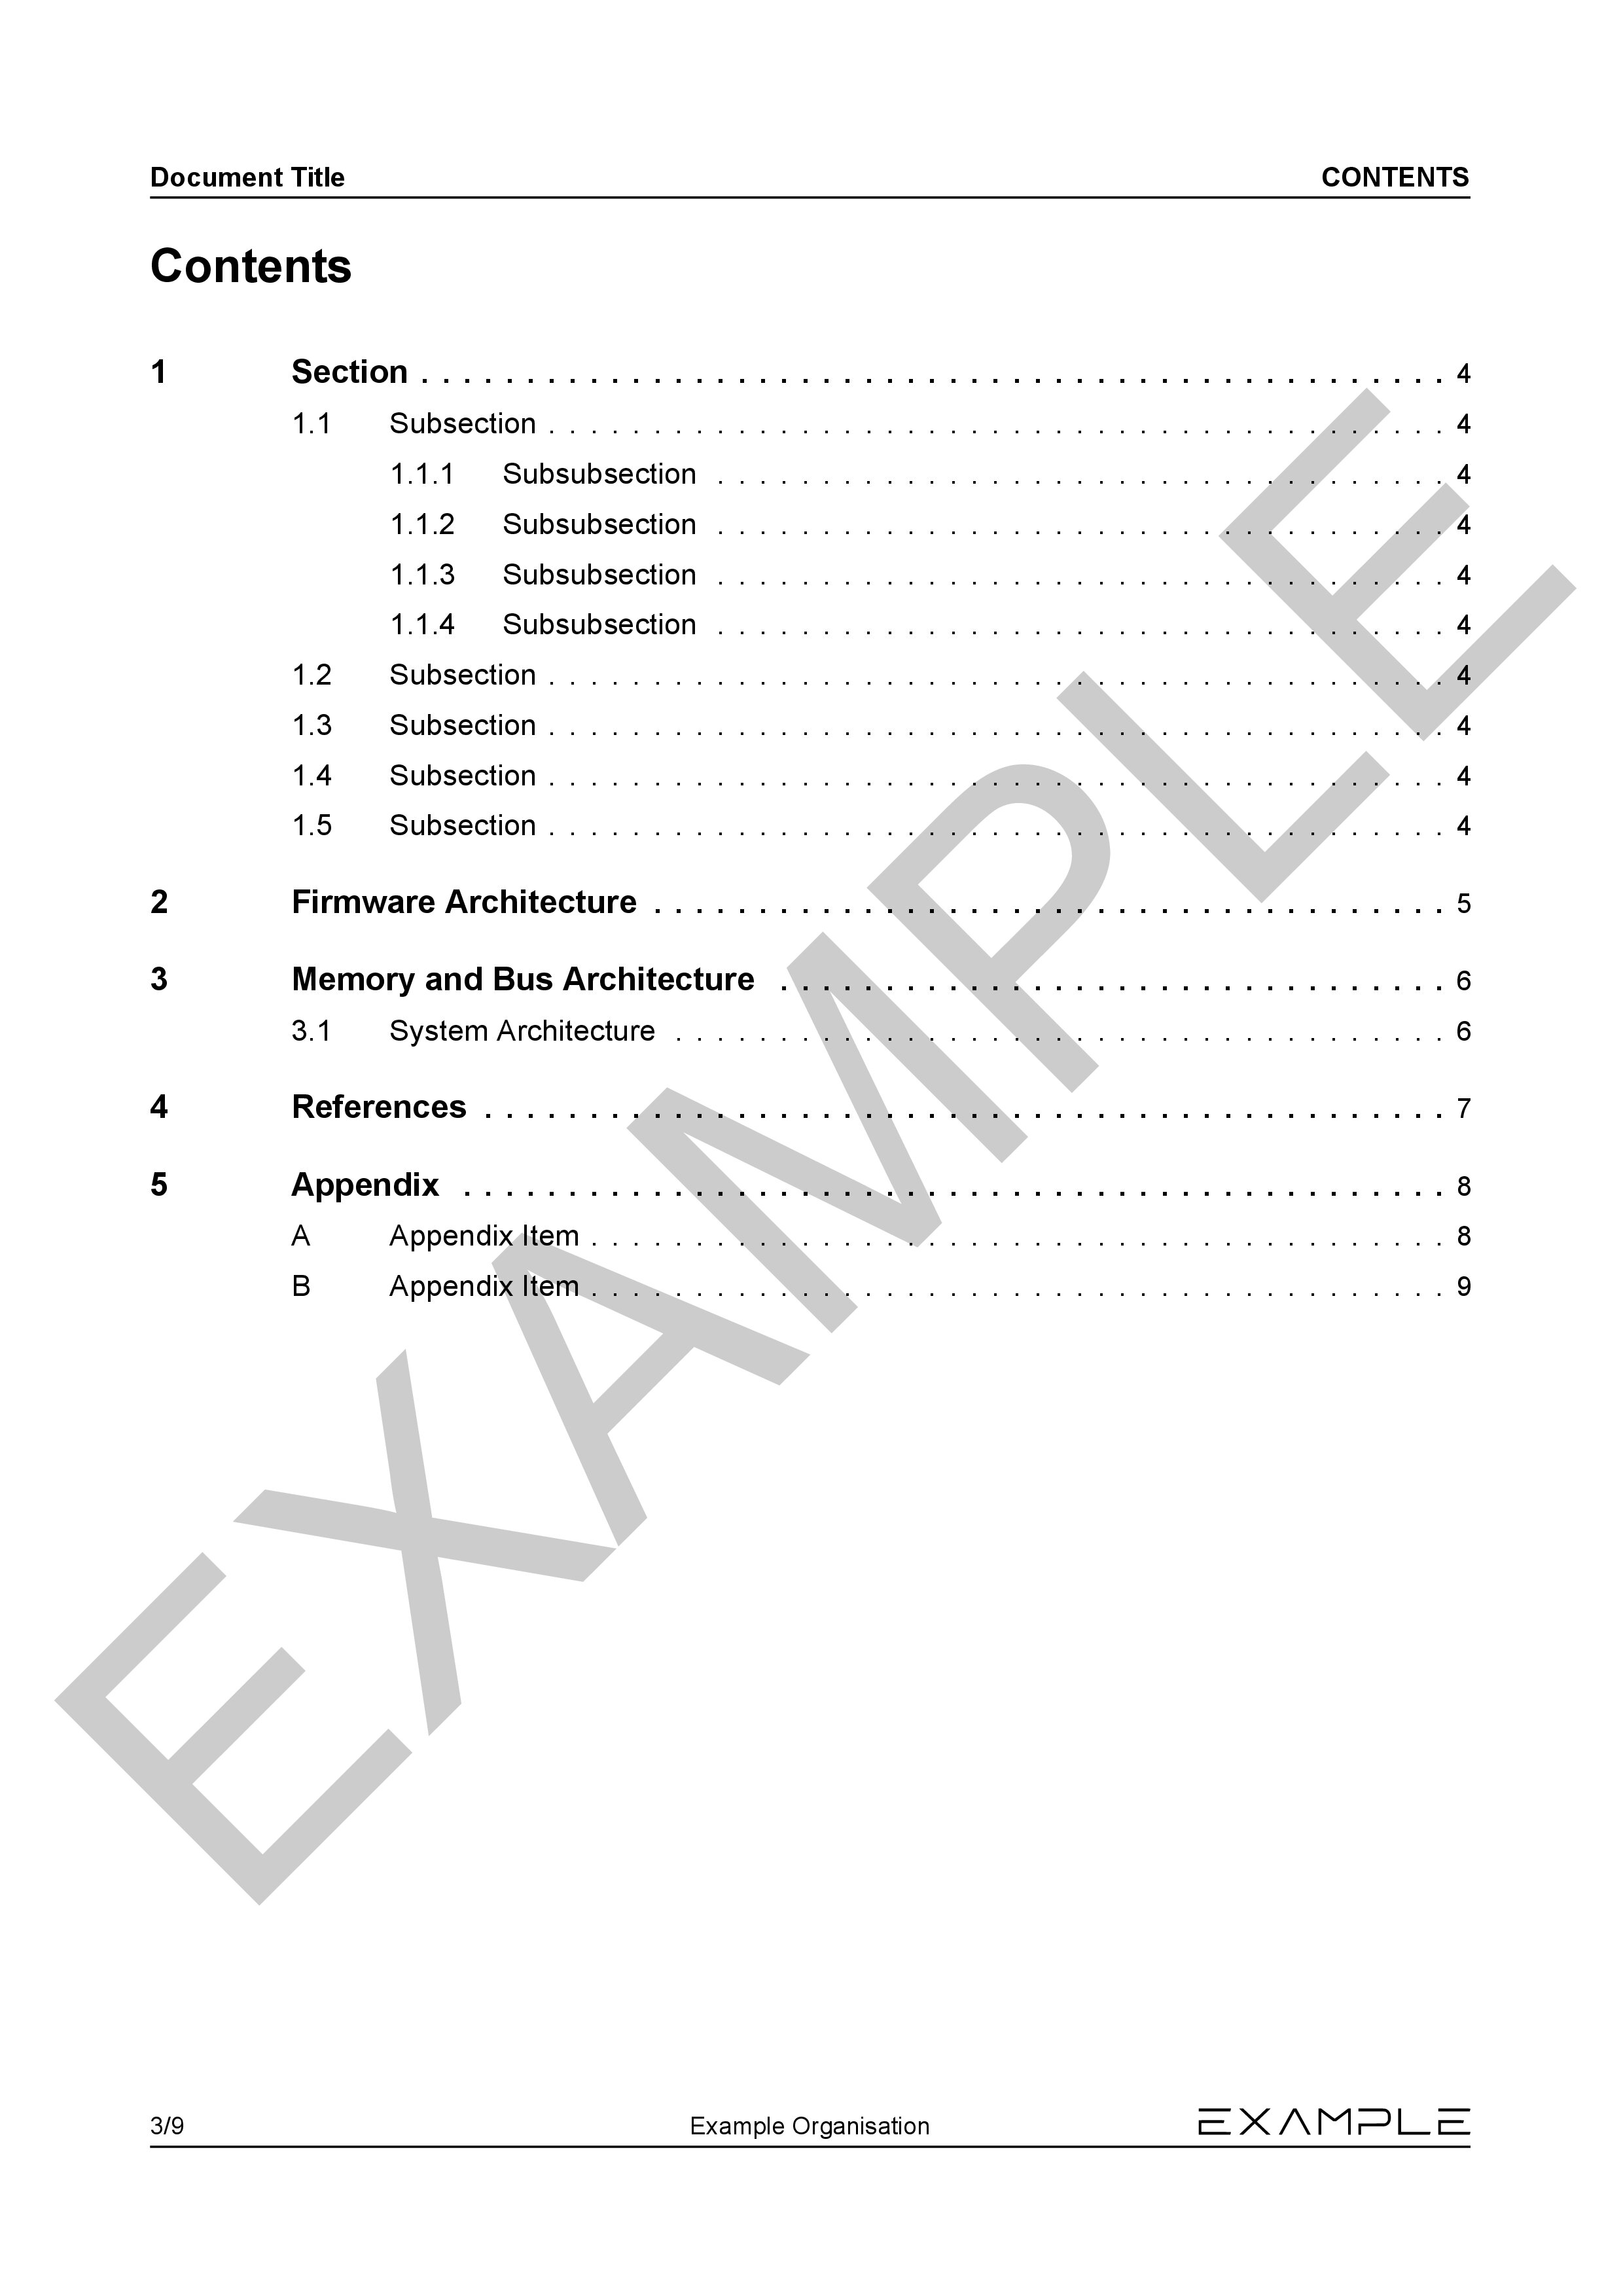 Document Title CONTENTS
Contents
1 Section . . . . . . . . . . . . . . . . . . . . . . . . . . . . . . . . . . . . . . . . . . . . . . . . . 4
1.1 Subsection . . . . . . . . . . . . . . . . . . . . . . . . . . . . . . . . . . . . . . . . . . . 4
1.1.1 Subsubsection . . . . . . . . . . . . . . . . . . . . . . . . . . . . . . . . . . . 4
1.1.2 Subsubsection . . . . . . . . . . . . . . . . . . . . . . . . . . . . . . . . . . . 4
1.1.3 Subsubsection . . . . . . . . . . . . . . . . . . . . . . . . . . . . . . . . . . . 4
1.1.4 Subsubsection . . . . . . . . . . . . . . . . . . . . . . . . . . . . . . . . . . . 4
1.2 Subsection . . . . . . . . . . . . . . . . . . . . . . . . . . . . . . . . . . . . . . . . . . . 4
1.3 Subsection . . . . . . . . . . . . . . . . . . . . . . . . . . . . . . . . . . . . . . . . . . . 4
1.4 Subsection . . . . . . . . . . . . . . . . . . . . . . . . . . . . . . . . . . . . . . . . . . . 4
1.5 Subsection . . . . . . . . . . . . . . . . . . . . . . . . . . . . . . . . . . . . . . . . . . . 4
2 Firmware Architecture . . . . . . . . . . . . . . . . . . . . . . . . . . . . . . . . . . . . . . 5
3 Memory and Bus Architecture . . . . . . . . . . . . . . . . . . . . . . . . . . . . . . . . 6
3.1 System Architecture . . . . . . . . . . . . . . . . . . . . . . . . . . . . . . . . . . . . . 6
4 References . . . . . . . . . . . . . . . . . . . . . . . . . . . . . . . . . . . . . . . . . . . . . . 7
5 Appendix . . . . . . . . . . . . . . . . . . . . . . . . . . . . . . . . . . . . . . . . . . . . . . . 8
A Appendix Item . . . . . . . . . . . . . . . . . . . . . . . . . . . . . . . . . . . . . . . . . 8
B Appendix Item . . . . . . . . . . . . . . . . . . . . . . . . . . . . . . . . . . . . . . . . . 9
EXAMPLE
3/9 Example Organisation EXAMPLE